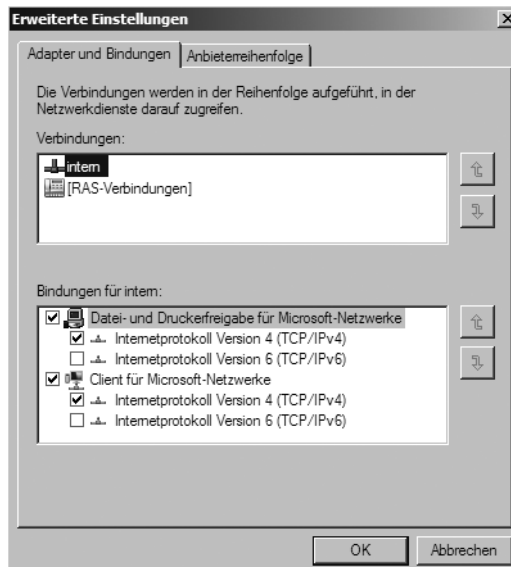 Erweiterte Einstellungen
Adapter und Bindungen
Anbieterreihenfolge
Die Verbindungen werden in der Reihenfolge aufgeführt, in der
Netzwerkdienste darauf zugreifen.
Verbindungen:
intern
[RAS-Verbindungen]
Bindungen für intern:
Datei- und Druckerfreigabe für Microsoft-Netzwerke
Internetprotokoll Version 4 (TCP/IPv4)
Internetprotokoll Version 6 (TCP/IPv6)
Client für Microsoft-Netzwerke
Internetprotokoll Version 4 (TCP/IPv4)
Internetprotokoll Version 6 (TCP/IPv6)
OK
Abbrechen